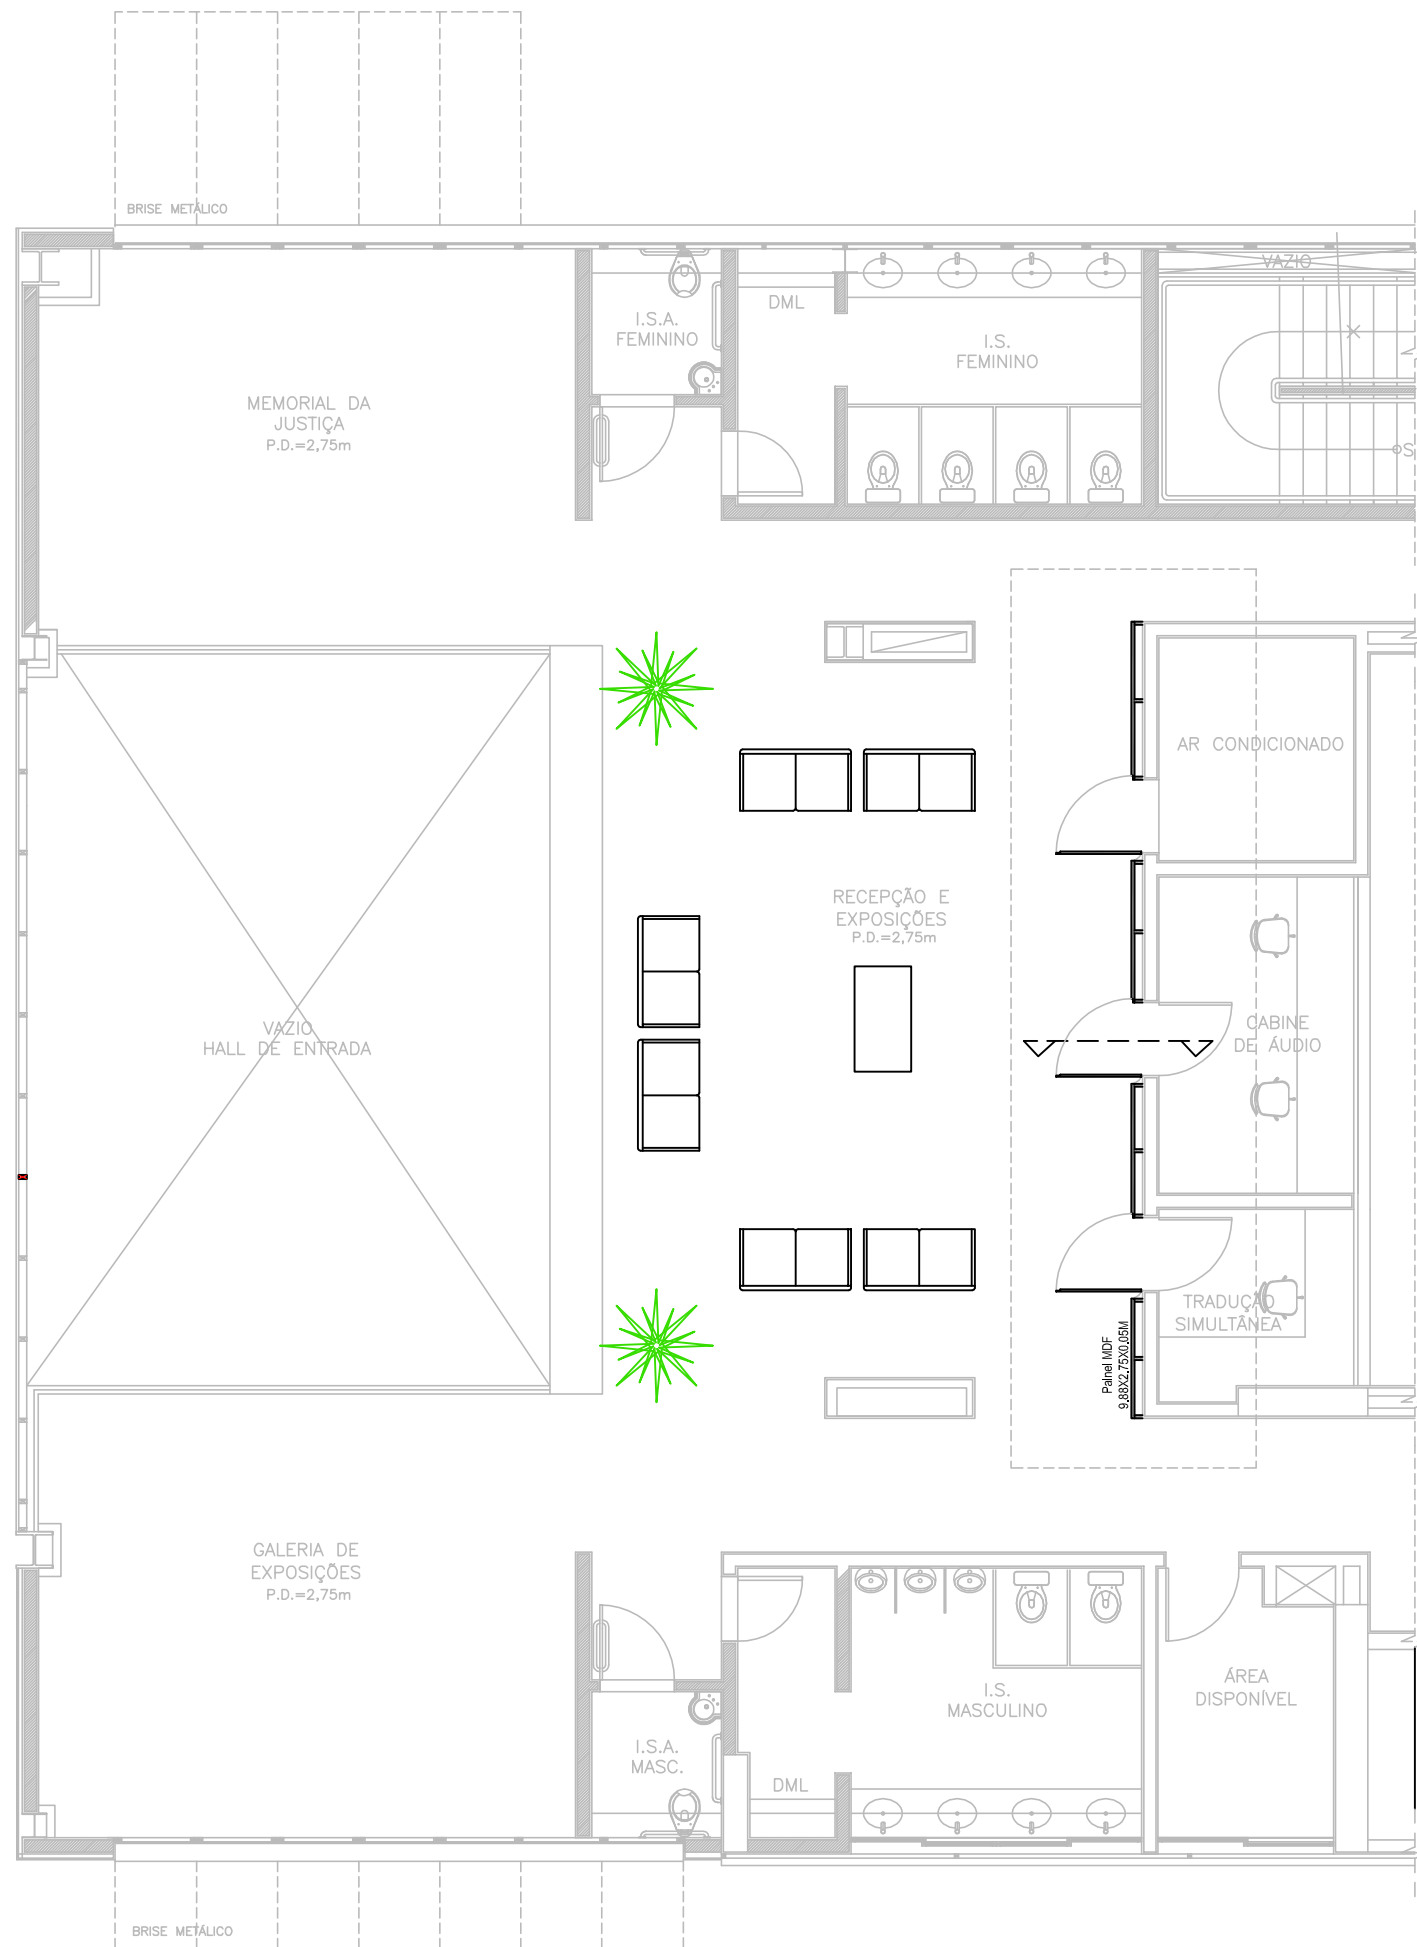 BRISE METÁLICO
VAZIO
DML
I.S.A.
FEMININO
I.S.
FEMININO
MEMORIAL DA
JUSTIÇA
P.D.=2,75m
S
AR CONDICIONADO
RECEPÇÃO E
EXPOSIÇÕES
P.D.=2,75m
VAZIO
HALL DE ENTRADA
CABINE
DE ÁUDIO
TRADUÇÃO
SIMULTÂNEA
Painel MDF
9.88X2.75X0.05M
GALERIA DE
EXPOSIÇÕES
P.D.=2,75m
I.S.
MASCULINO
ÁREA
DISPONÍVEL
I.S.A.
MASC.
DML
BRISE METÁLICO